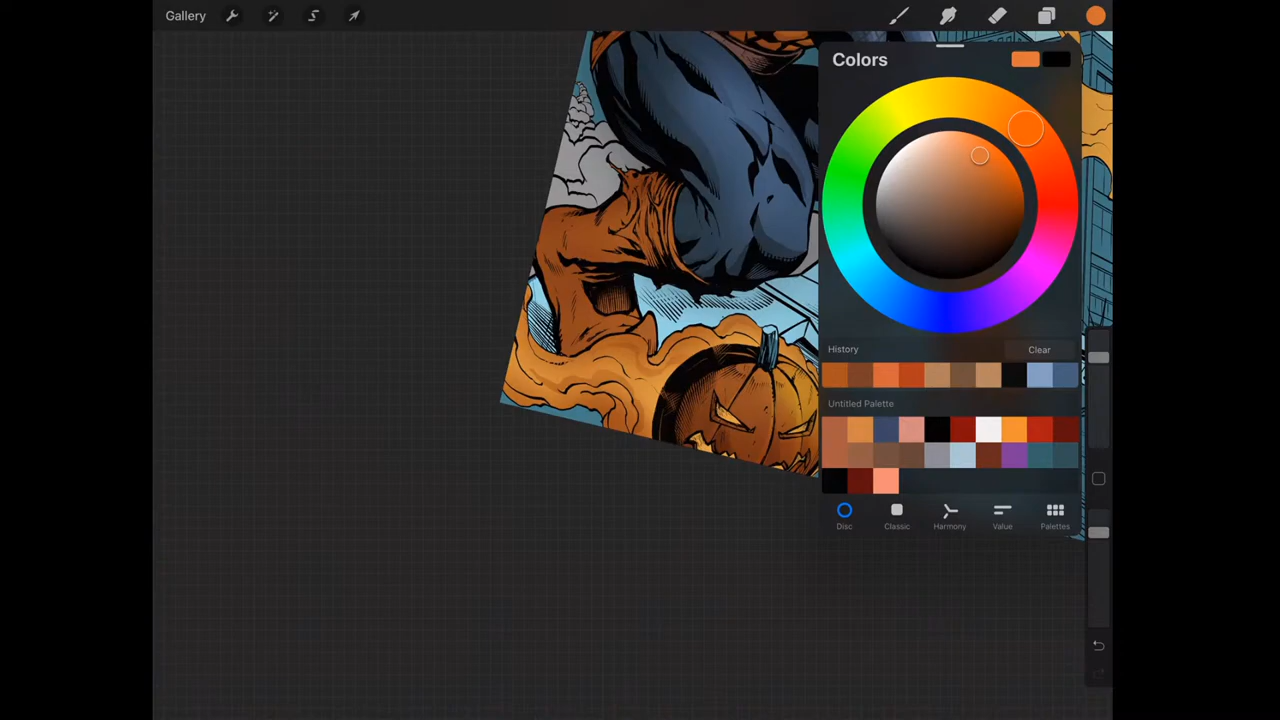 Gallery
Colors
History
Clear
Untitled Palette
Disc
Classic
Harmony
Value
Palettes